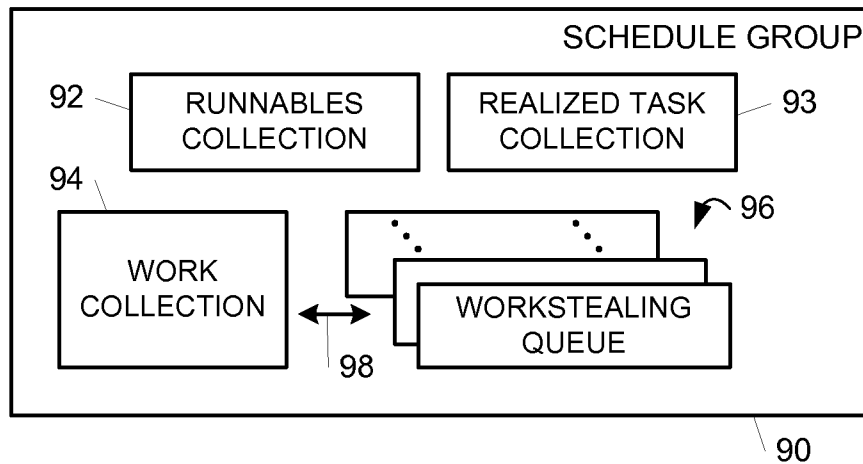 SCHEDULE GROUP
92
RUNNABLES
COLLECTION
REALIZED TASK
COLLECTION
93
94
WORK
COLLECTION
96
WORKSTEALING
QUEUE
98
90